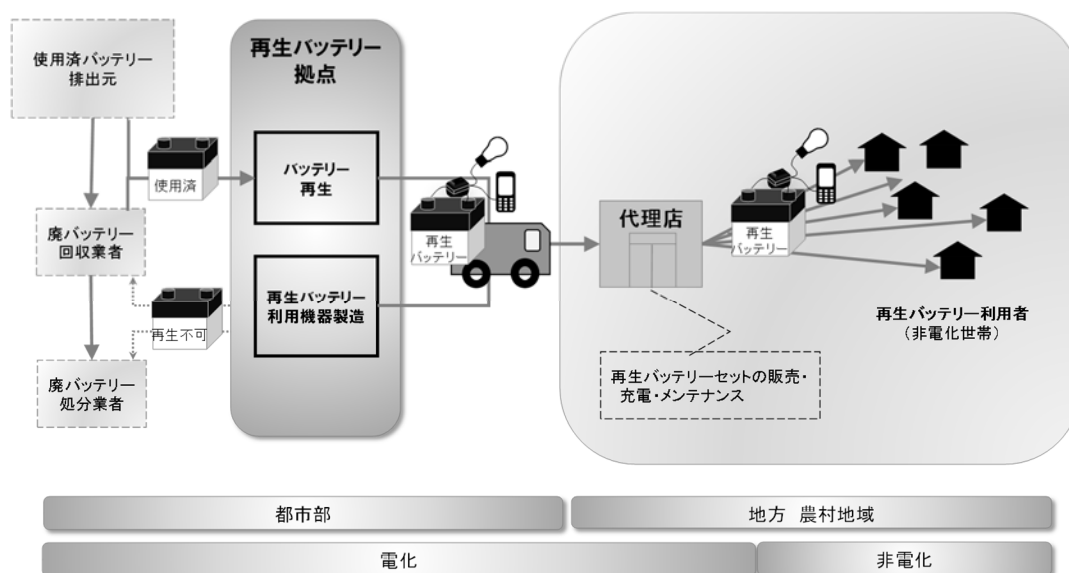 使用済バッテリー
排出元
使用済
廃バッテリー
回収業者
再生不可
廃バッテリー
処分業者
再生バッテリー
拠点
バッテリー
再生
再生バッテリー
利用機器製造
再生
バッテリー
代理店
再生
バッテリー
再生バッテリー利用者
（非電化世帯）
再生バッテリーセットの販売・
充電・メンテナンス
都市部
地方 農村地域
電化
非電化